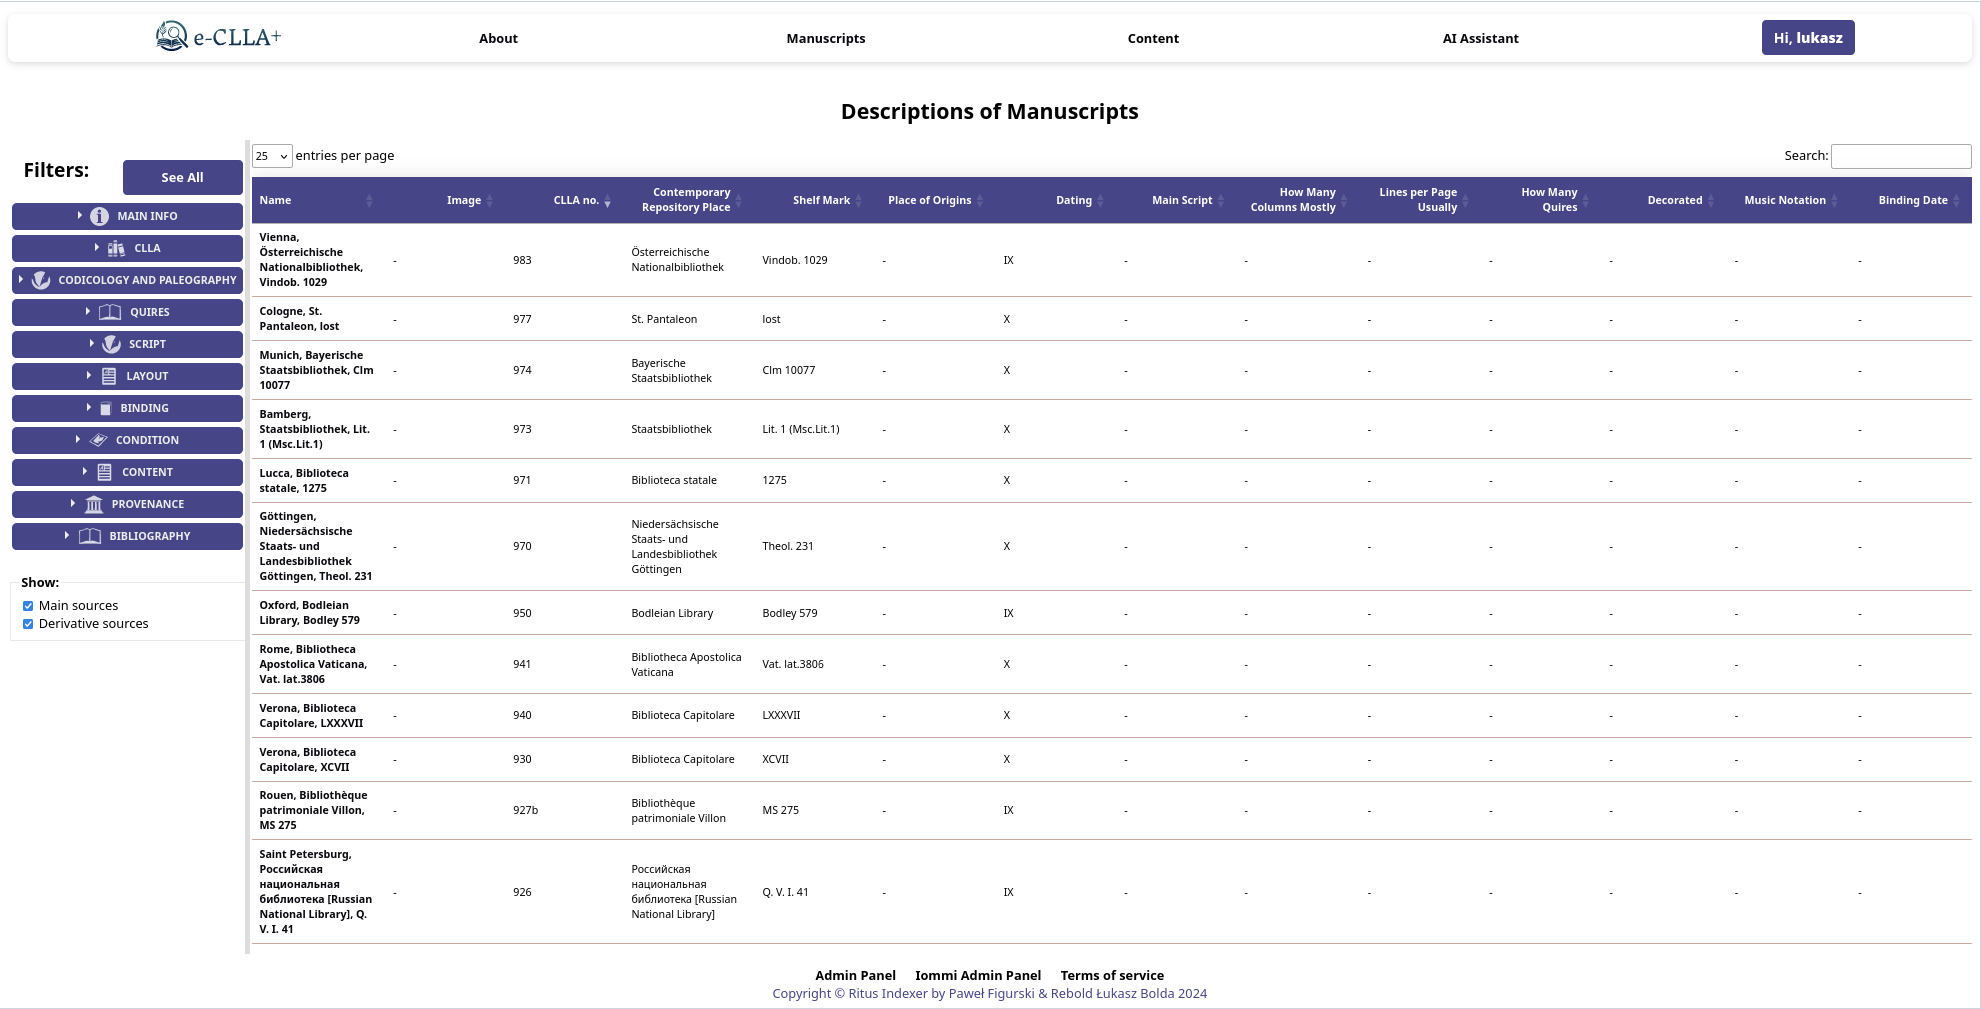 e-CLLA+
About
Manuscripts
Content
AI Assistant
Hi, lukasz
Descriptions of Manuscripts
Filters:
See All
MAIN INFO
CLLA
CODICOLOGY AND PALEOGRAPHY
QUIRES
SCRIPT
LAYOUT
BINDING
CONDITION
CONTENT
PROVENANCE
BIBLIOGRAPHY
Show:
Main sources
Derivative sources
25 entries per page
Search:
Name
Image
CLLA no.
Contemporary
Repository Place
Shelf Mark
Place of Origins
Dating
Main Script
How Many
Columns Mostly
Lines per Page
Usually
How Many
Quires
Decorated
Music Notation
Binding Date
Vienna,
Österreichische
Nationalbibliothek,
Vindob. 1029
-
983
Österreichische
Nationalbibliothek
Vindob. 1029
-
IX
-
-
-
-
-
-
-
Cologne, St.
Pantaleon, lost
-
977
St. Pantaleon
lost
-
X
-
-
-
-
-
-
-
Munich, Bayerische
Staatsbibliothek, Clm
10077
-
974
Bayerische
Staatsbibliothek
Clm 10077
-
X
-
-
-
-
-
-
-
Bamberg,
Staatsbibliothek, Lit.
1 (Msc.Lit.1)
-
973
Staatsbibliothek
Lit. 1 (Msc.Lit.1)
-
X
-
-
-
-
-
-
-
Lucca, Biblioteca
statale, 1275
-
971
Biblioteca statale
1275
-
X
-
-
-
-
-
-
-
Göttingen,
Niedersächsische
Staats- und
Landesbibliothek
Göttingen, Theol. 231
-
970
Niedersächsische
Staats- und
Landesbibliothek
Göttingen
Theol. 231
-
X
-
-
-
-
-
-
-
Oxford, Bodleian
Library, Bodley 579
-
950
Bodleian Library
Bodley 579
-
IX
-
-
-
-
-
-
-
Rome, Bibliotheca
Apostolica Vaticana,
Vat. lat.3806
-
941
Bibliotheca Apostolica
Vaticana
Vat. lat.3806
-
X
-
-
-
-
-
-
-
Verona, Biblioteca
Capitolare, LXXXVII
-
940
Biblioteca Capitolare
LXXXVII
-
X
-
-
-
-
-
-
-
Verona, Biblioteca
Capitolare, XCVII
-
930
Biblioteca Capitolare
XCVII
-
X
-
-
-
-
-
-
-
Rouen, Bibliothèque
patrimoniale Villon,
MS 275
-
927b
Bibliothèque
patrimoniale Villon
MS 275
-
IX
-
-
-
-
-
-
-
Saint Petersburg,
Российская
национальная
библиотека [Russian
National Library], Q.
V. I. 41
-
926
Российская
национальная
библиотека [Russian
National Library]
Q. V. I. 41
-
IX
-
-
-
-
-
-
-
Admin Panel
Iommi Admin Panel
Terms of service
Copyright © Ritus Indexer by Paweł Figurski & Rebold Łukasz Bolda 2024